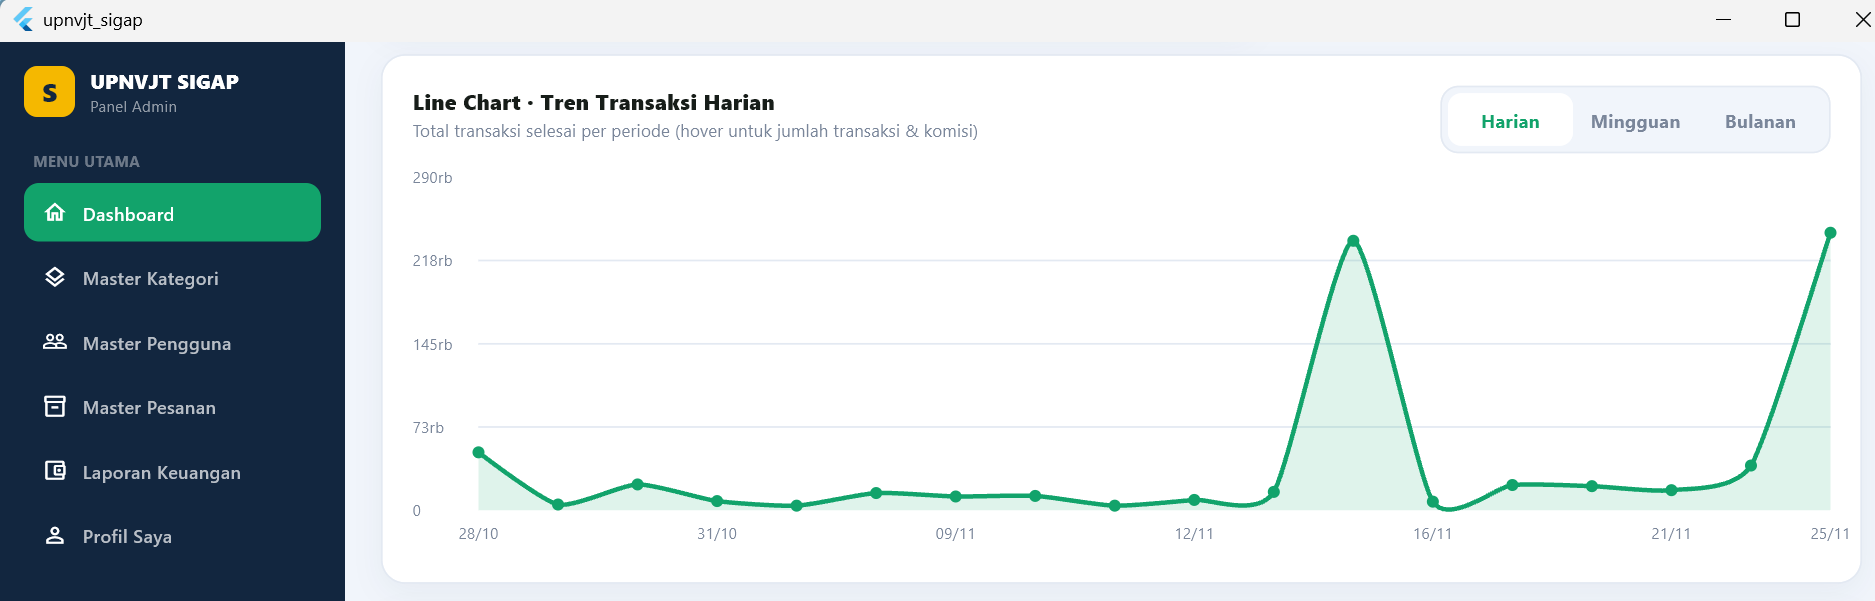 upnvjt_sigap
S
UPNVJT SIGAP
Panel Admin
MENU UTAMA
Dashboard
Master Kategori
Master Pengguna
Master Pesanan
Laporan Keuangan
Profil Saya
Line Chart · Tren Transaksi Harian
Total transaksi selesai per periode (hover untuk jumlah transaksi & komisi)
Harian Mingguan Bulanan
290rb
218rb
145rb
73rb
0
28/10 31/10 09/11 12/11 16/11 21/11 25/11